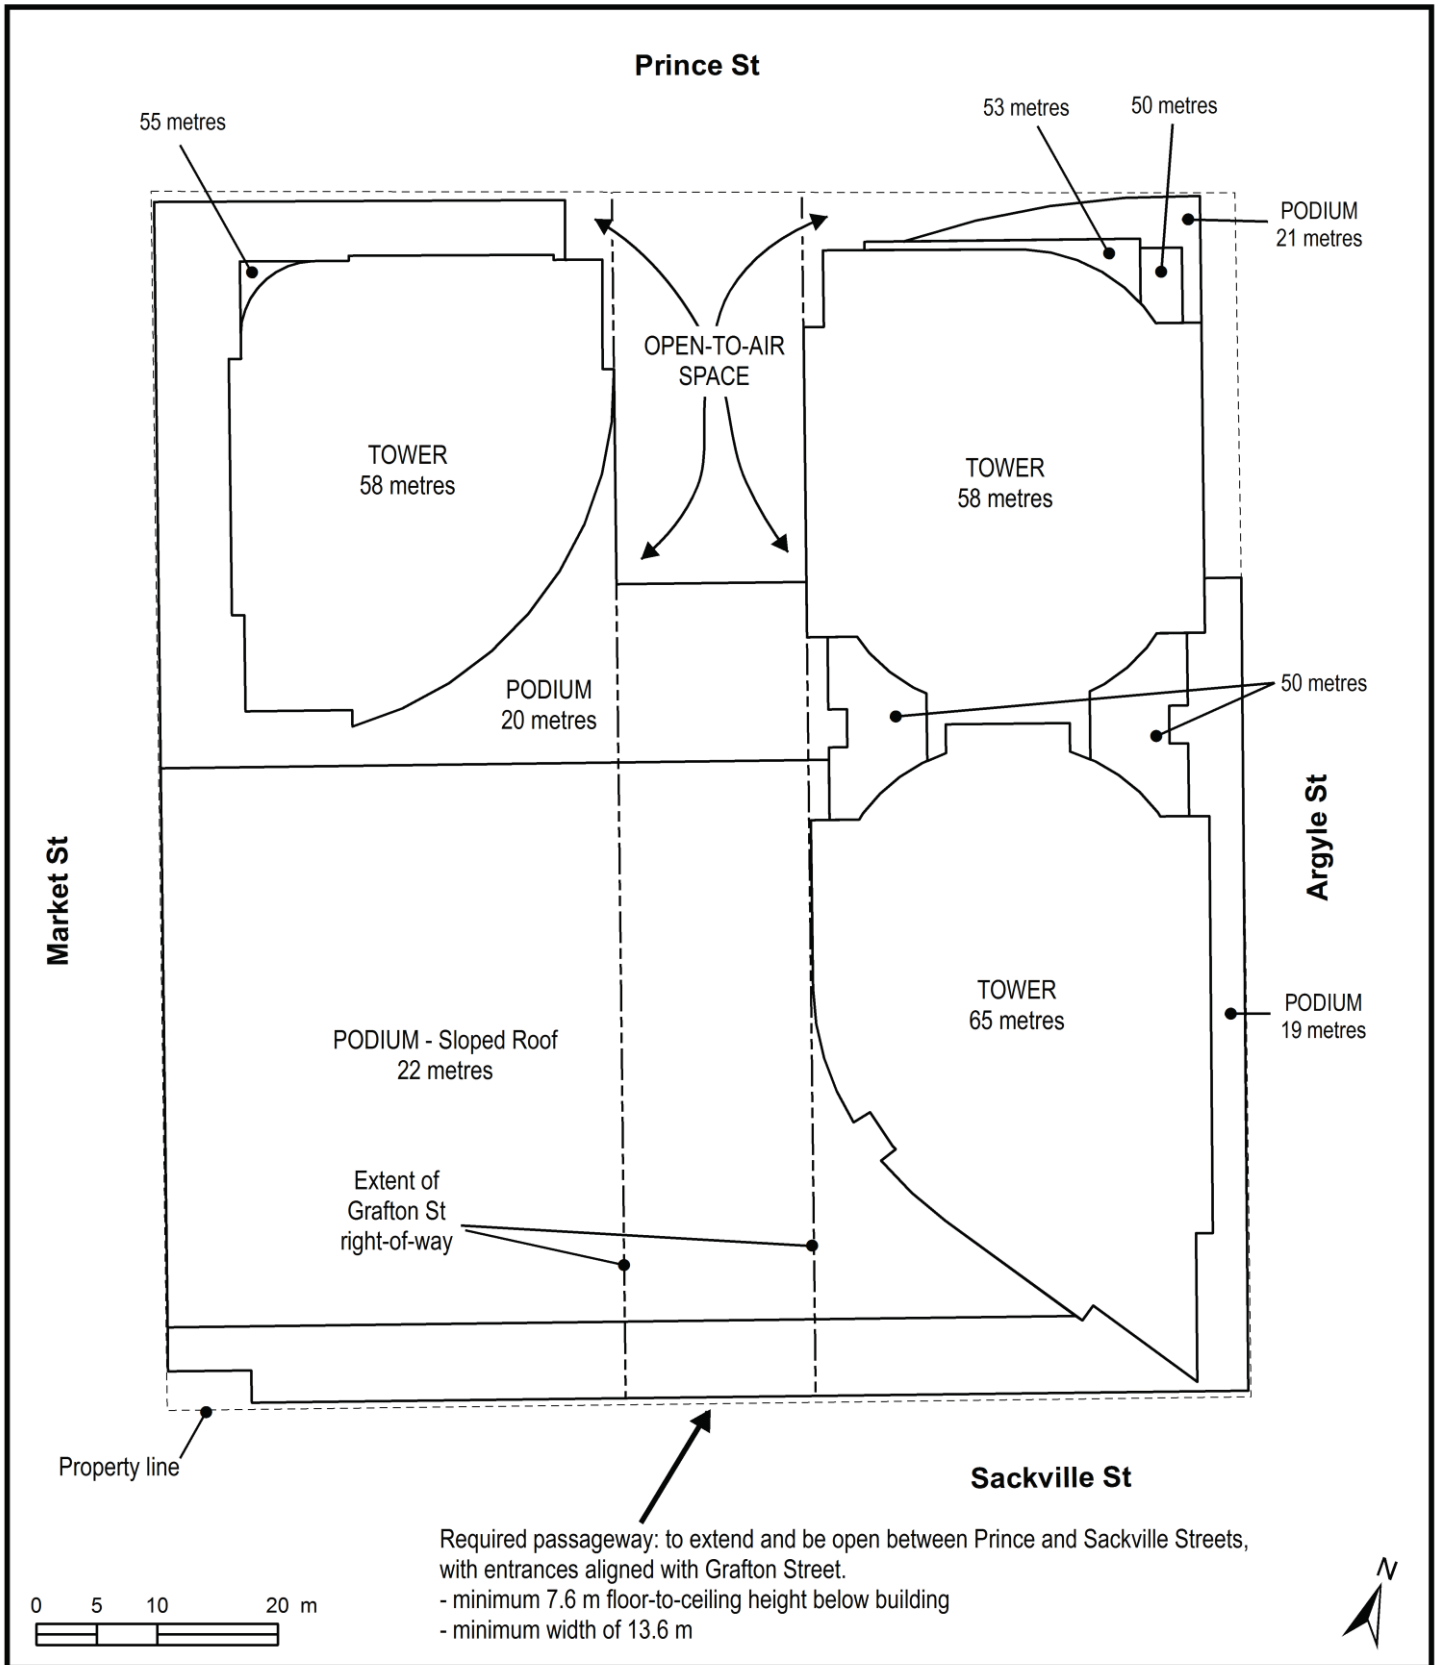 Prince St
55 metres
53 metres
50 metres
PODIUM
21 metres
OPEN-TO-AIR
SPACE
TOWER
58 metres
TOWER
58 metres
PODIUM
20 metres
50 metres
Market St
Argyle St
TOWER
65 metres
PODIUM
19 metres
PODIUM - Sloped Roof
22 metres
Extent of
Grafton St
right-of-way
Property line
Sackville St
Required passageway: to extend and be open between Prince and Sackville Streets,
with entrances aligned with Grafton Street.
- minimum 7.6 m floor-to-ceiling height below building
- minimum width of 13.6 m
0 5 10 20 m
N